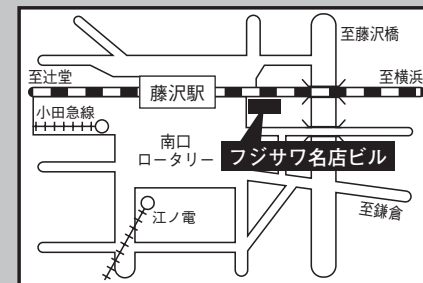 至藤沢橋
至辻堂
藤沢駅
至横浜
小田急線
南口
ロータリー
フジサワ名店ビル
至鎌倉
江ノ電